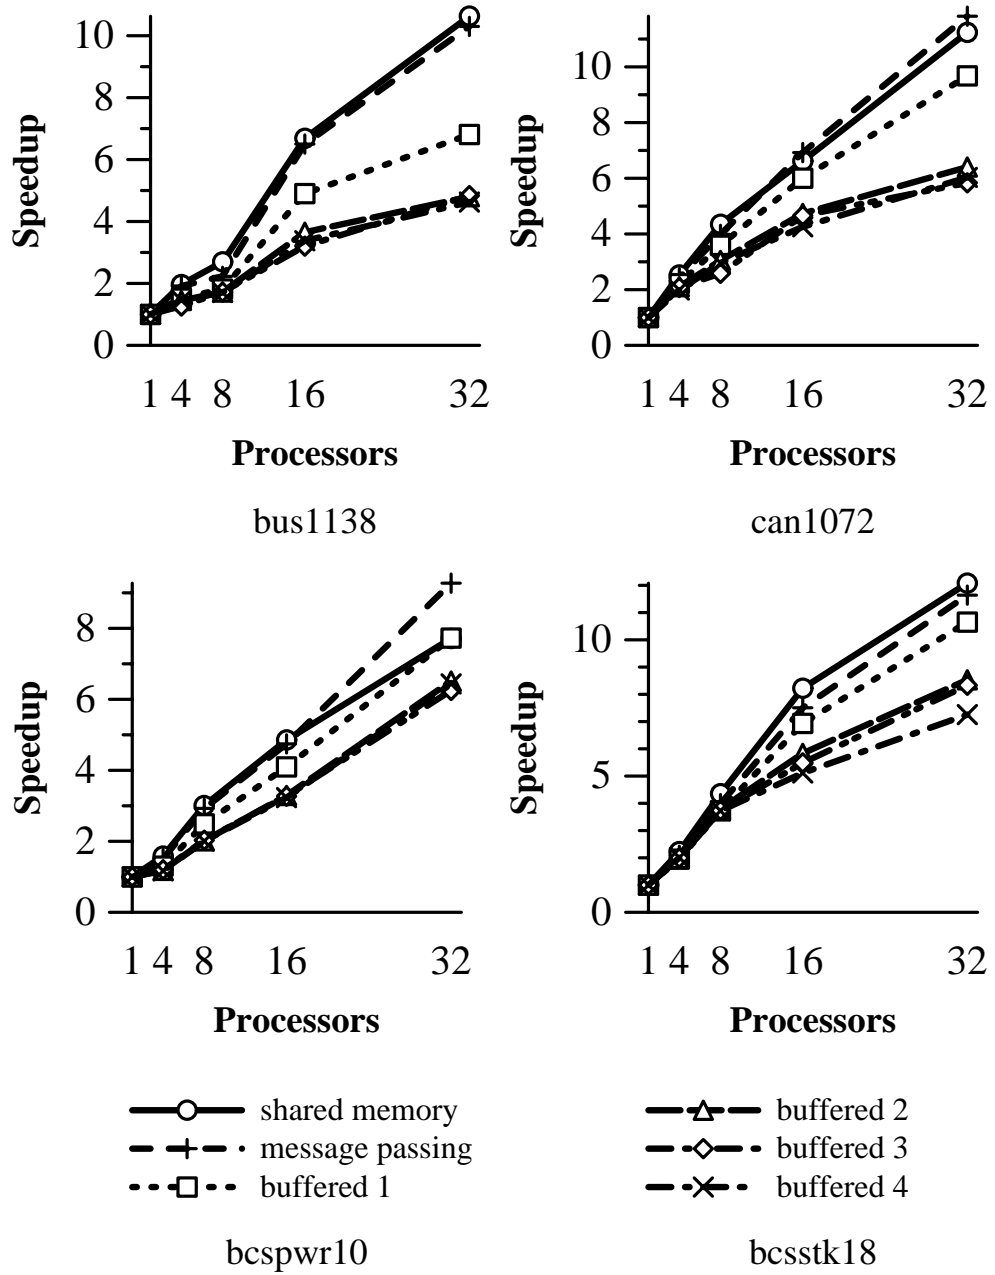 Speedup
10
8
6
4
2
0
1 4 8 16 32
Processors
bus1138
Speedup
10
8
6
4
2
0
1 4 8 16 32
Processors
can1072
Speedup
8
6
4
2
0
1 4 8 16 32
Processors
Speedup
10
5
0
1 4 8 16 32
Processors
shared memory
message passing
buffered 1
buffered 2
buffered 3
buffered 4
bcspwr10
bcsstk18